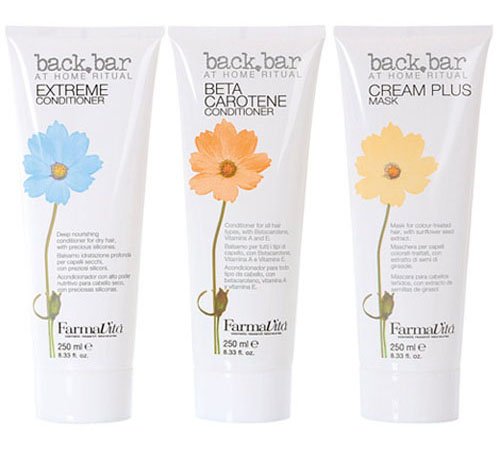 back.bar
AT HOME RITUAL
EXTREME
CONDITIONER
Deep nourishing
conditioner for dry hair,
with precious silicones.
Balsamo idratazione profonda
per capelli secchi,
con preziosi siliconi.
Acondicionador con alto poder
nutritivo para cabello seco,
con preciosas siliconas.
FarmaVita
250 ml e
8.33 fl. oz.
back.bar
AT HOME RITUAL
BETA
CAROTENE
CONDITIONER
Conditioner for all hair
types, with Betacarotene,
Vitamins A and E.
Balsamo per tutti i tipi di
capello, con Betacarotene,
Vitamina A e Vitamina E.
Acondicionador para todo
tipo de cabello, con
betacaroteno, vitamina A
y vitamina E.
FarmaVita
250 ml e
8.33 fl. oz.
back.bar
AT HOME RITUAL
CREAM PLUS
MASK
Mask for colour-treated
hair, with sunflower seed
extract.
Maschera per capelli
colorati, con
estratto di semi di
girasole.
Máscara para cabellos
teñidos, con extracto de
semillas de girasol.
FarmaVita
250 ml e
8.33 fl. oz.